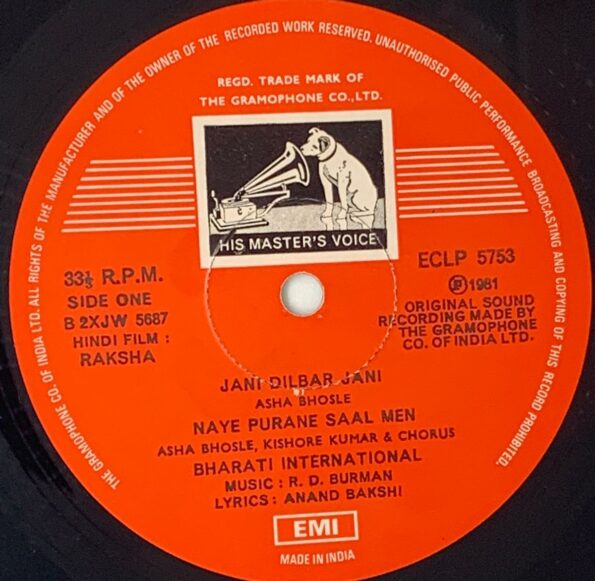 THE GRAMOPHONE CO. OF INDIA LTD. ALL RIGHTS OF THE MANUFACTURER AND OF THE OWNER OF THE RECORDED WORK RESERVED. UNAUTHORISED PUBLIC PERFORMANCE BROADCASTING AND COPYING OF THIS RECORD PROHIBITED.
REGD. TRADE MARK OF
THE GRAMOPHONE CO.,LTD.
HIS MASTER'S VOICE
33⅓ R.P.M.
SIDE ONE
B 2XJW 5687
HINDI FILM :
RAKSHA
ECLP 5753
Ⓟ1981
ORIGINAL SOUND
RECORDING MADE BY
THE GRAMOPHONE
CO. OF INDIA LTD.
JANI DILBAR JANI
ASHA BHOSLE
NAYE PURANE SAAL MEN
ASHA BHOSLE, KISHORE KUMAR & CHORUS
BHARATI INTERNATIONAL
MUSIC : R. D. BURMAN
LYRICS : ANAND BAKSHI
EMI
MADE IN INDIA